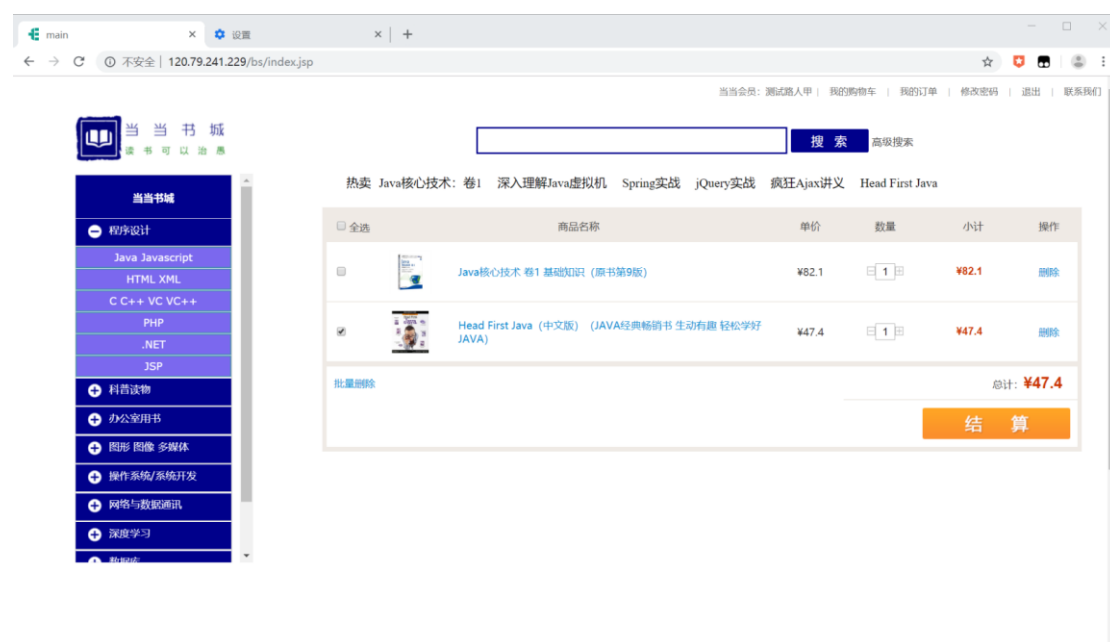 main
设置
不安全 120.79.241.229/bs/index.jsp
当当会员：测试路人甲 | 我的购物车 | 我的订单 | 修改密码 | 退出 | 联系我们
当当书城
读书可以治愚
搜 索
高级搜索
热卖 Java核心技术：卷1 深入理解Java虚拟机 Spring实战 jQuery实战 疯狂Ajax讲义 Head First Java
当当书城
程序设计
Java Javascript
HTML XML
C C++ VC VC++
PHP
.NET
JSP
科普读物
办公室用书
图形 图像 多媒体
操作系统/系统开发
网络与数据通讯
深度学习
数据库
全选 商品名称 单价 数量 小计 操作
Java核心技术 卷1 基础知识（原书第9版） ¥82.1 1 ¥82.1 删除
Head First Java（中文版）（JAVA经典畅销书 生动有趣 轻松学好
JAVA） ¥47.4 1 ¥47.4 删除
批量删除
总计：¥47.4
结 算